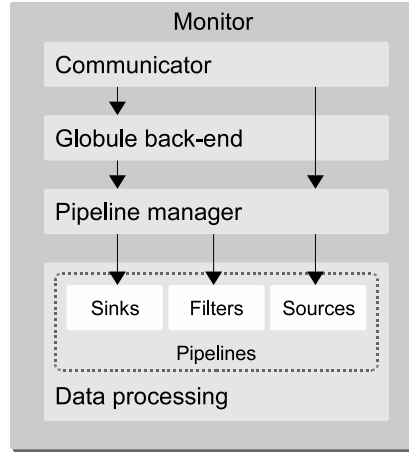 Monitor
Communicator
Globule back-end
Pipeline manager
Sinks Filters Sources
Pipelines
Data processing